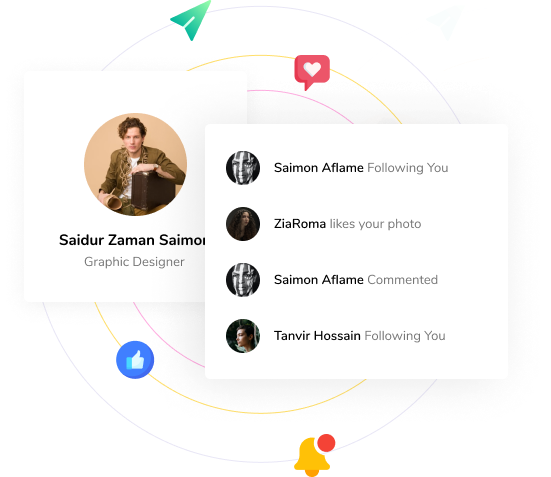 Saidur Zaman Saimon
Graphic Designer
Saimon Aflame Following You
ZiaRoma likes your photo
Saimon Aflame Commented
Tanvir Hossain Following You